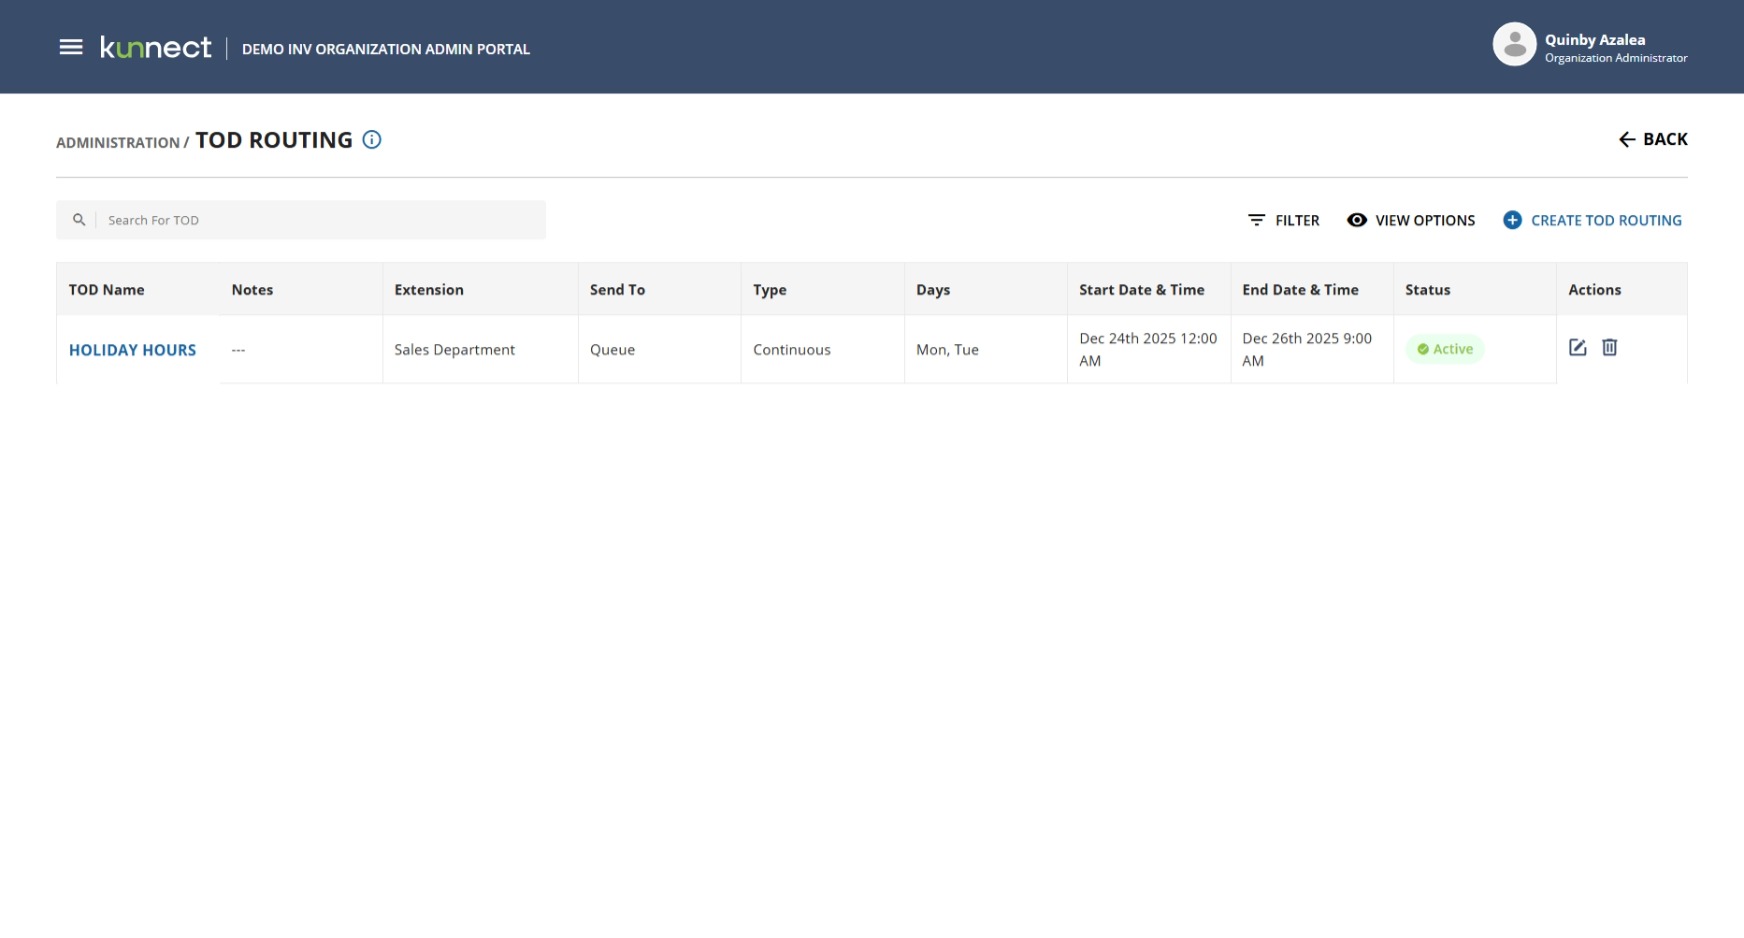 kunnect
DEMO INV ORGANIZATION ADMIN PORTAL
Quinby Azalea
Organization Administrator
ADMINISTRATION / TOD ROUTING
BACK
Search For TOD
FILTER
VIEW OPTIONS
CREATE TOD ROUTING
TOD Name Notes Extension Send To Type Days Start Date & Time End Date & Time Status Actions
HOLIDAY HOURS --- Sales Department Queue Continuous Mon, Tue Dec 24th 2025 12:00 AM Dec 26th 2025 9:00 AM Active